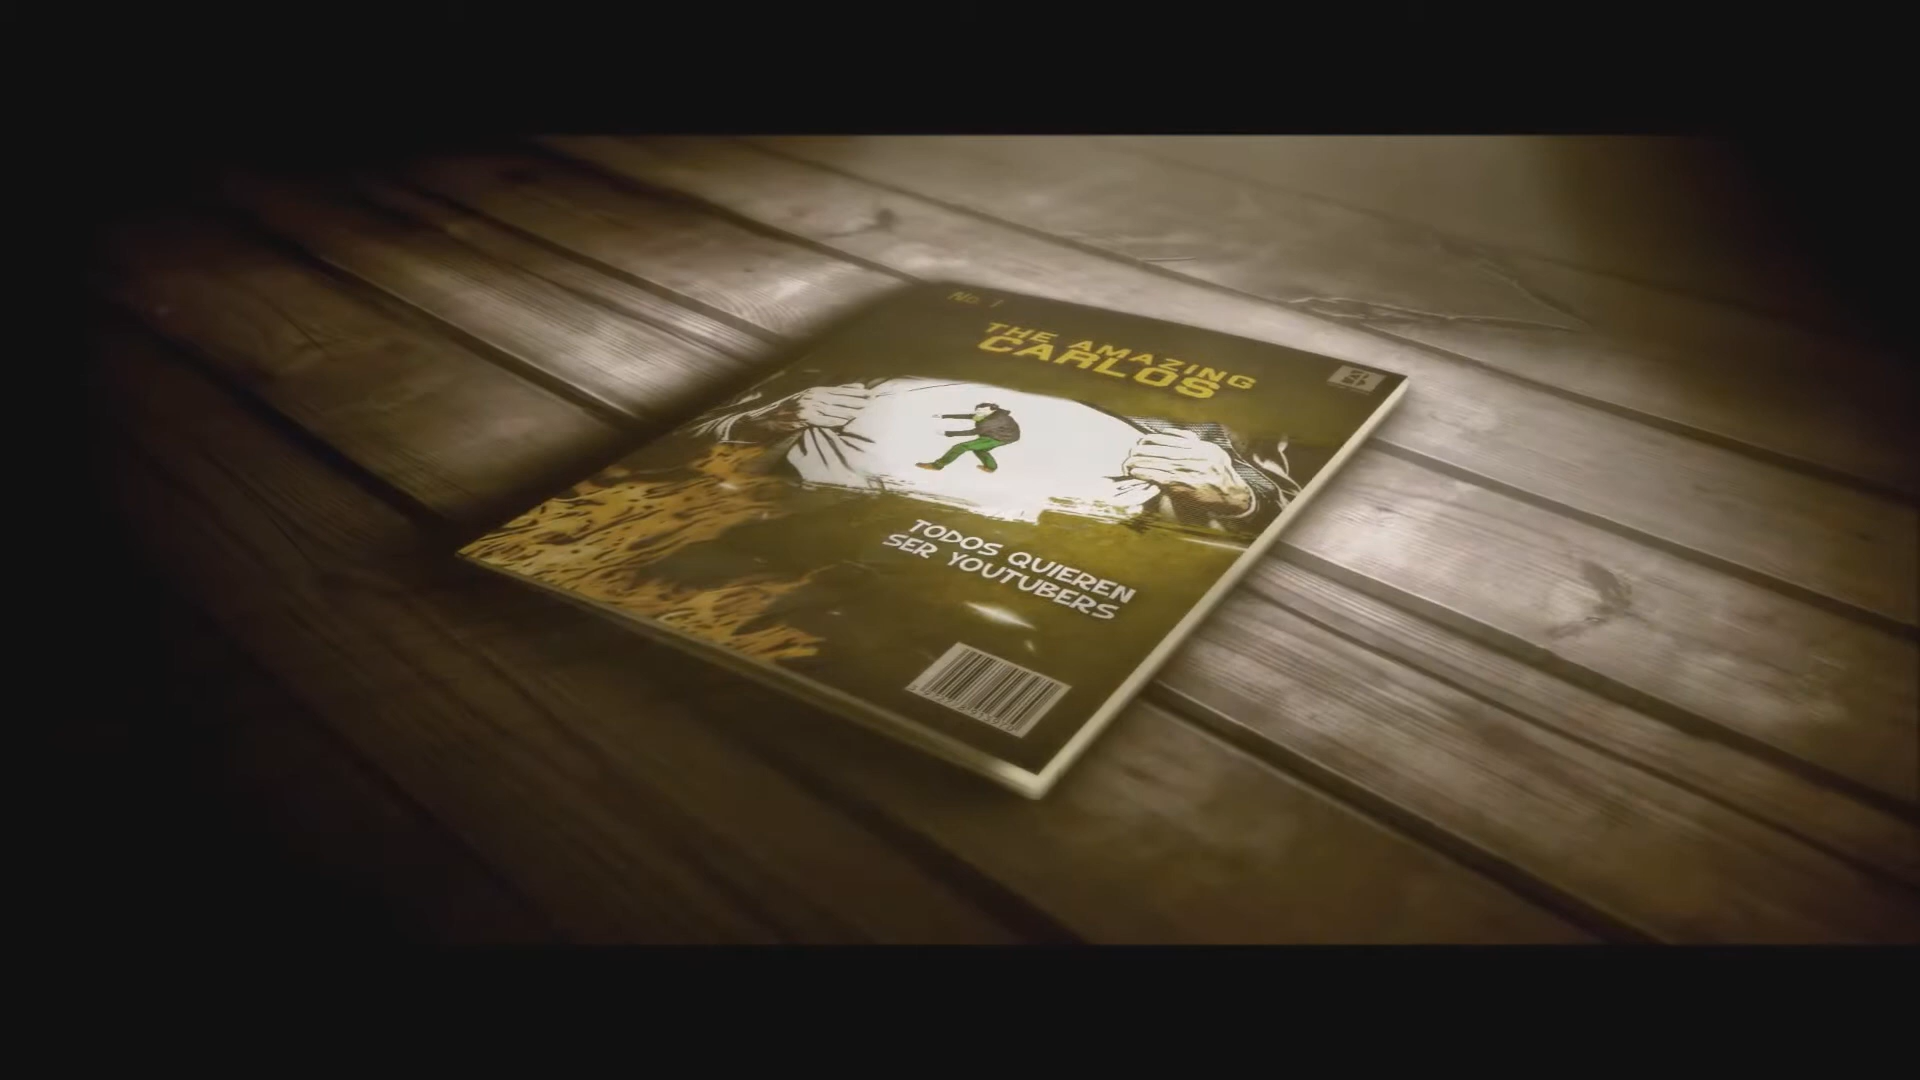 No. 1
THE AMAZING
CARLOS
TODOS QUIEREN
SER YOUTUBERS